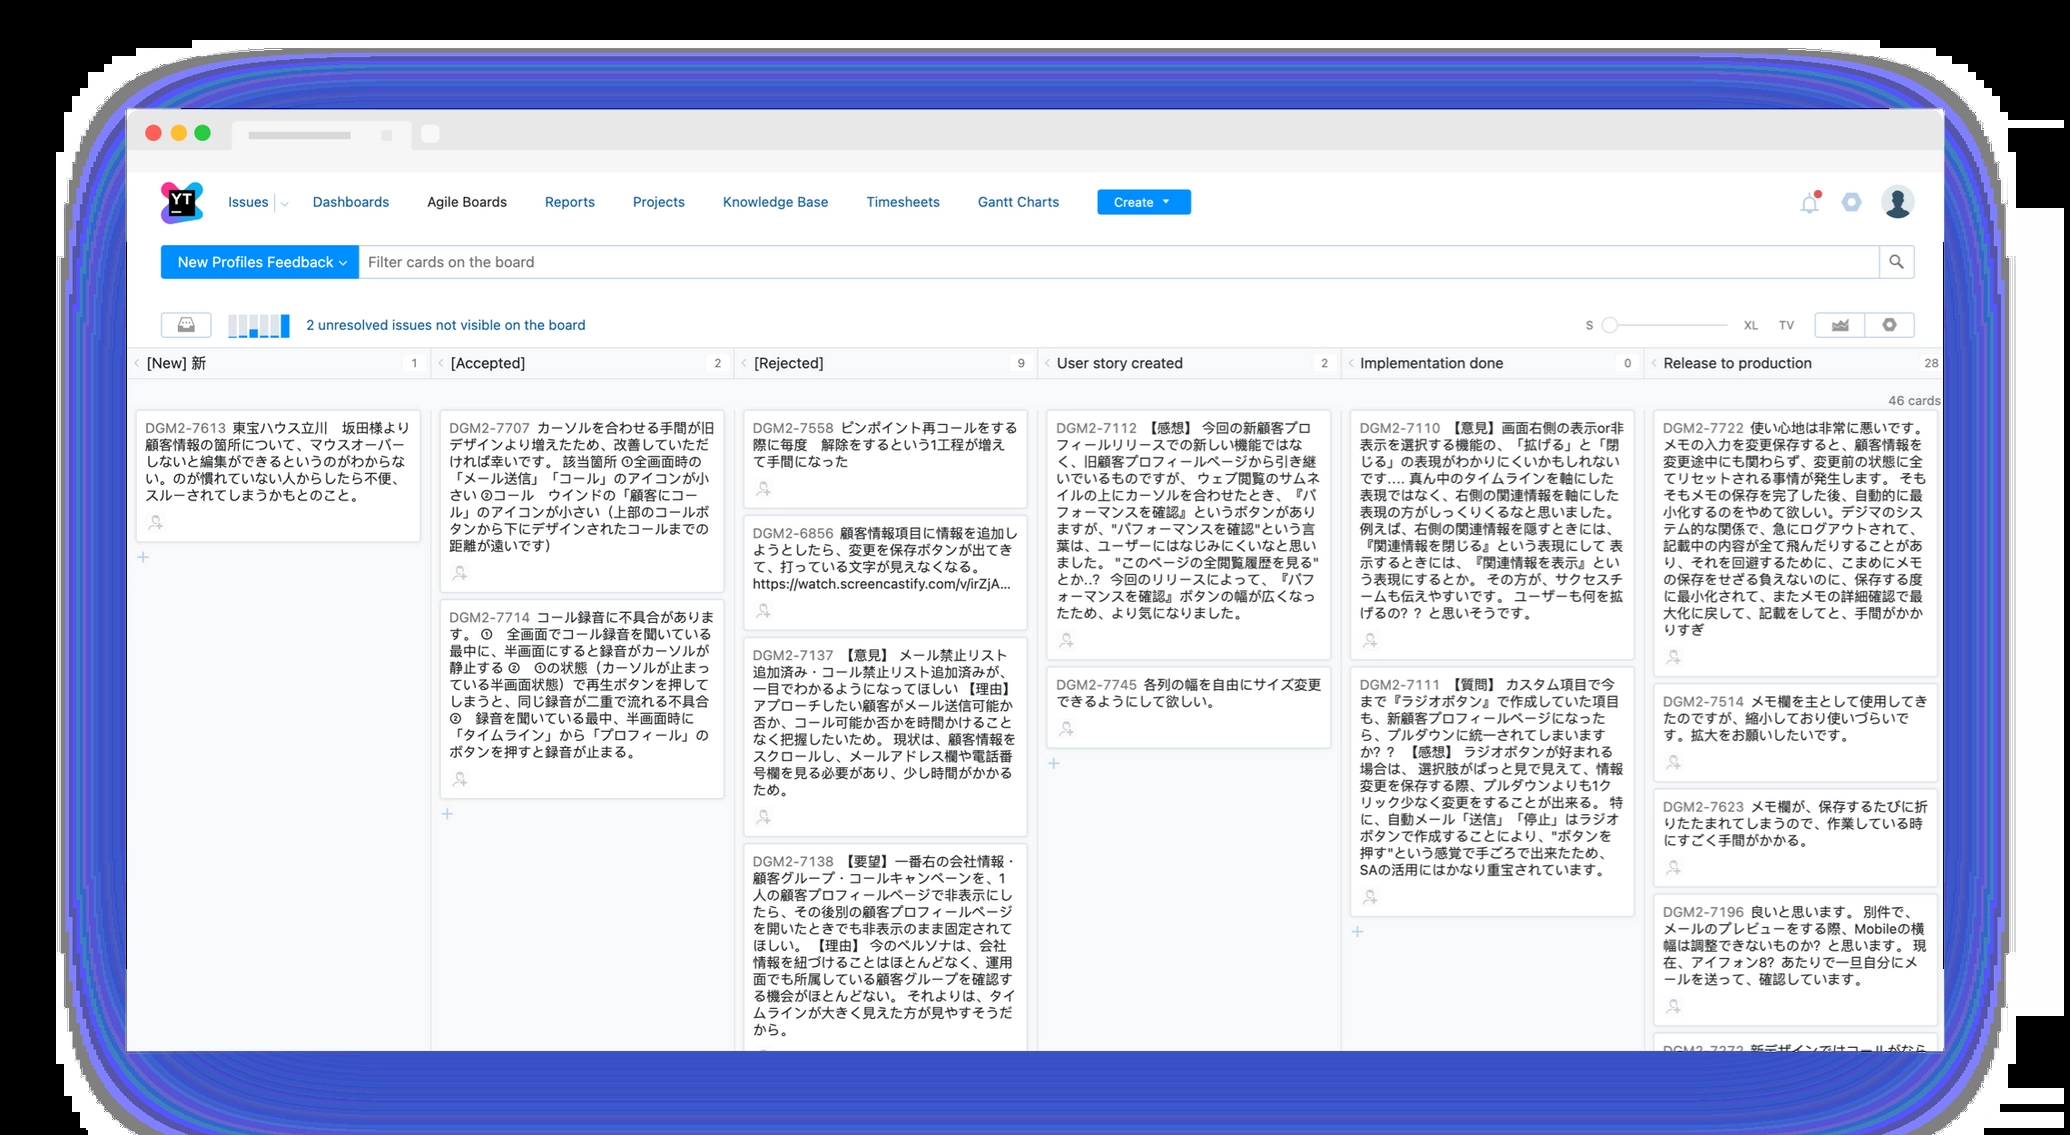 YT
Issues
Dashboards
Agile Boards
Reports
Projects
Knowledge Base
Timesheets
Gantt Charts
Create
New Profiles Feedback
Filter cards on the board
2 unresolved issues not visible on the board
S
XL
TV
[New] 新
1
[Accepted]
2
[Rejected]
9
User story created
2
Implementation done
0
Release to production
28
46 cards
DGM2-7613 東宝ハウス立川　坂田様より
顧客情報の箇所について、マウスオーバー
しないと編集ができるというのがわからな
い。のが慣れていない人からしたら不便、
スルーされてしまうかもとのこと。
DGM2-7707 カーソルを合わせる手間が旧
デザインより増えたため、改善していただ
ければ幸いです。 該当箇所 ①全画面時の
「メール送信」「コール」のアイコンが小
さい ②コール　ウインドの「顧客にコー
ル」のアイコンが小さい（上部のコールボ
タンから下にデザインされたコールまでの
距離が遠いです）
DGM2-7714 コール録音に不具合がありま
す。 ①　全画面でコール録音を聞いている
最中に、半画面にすると録音がカーソルが
静止する ②　①の状態（カーソルが止まっ
ている半画面状態）で再生ボタンを押して
しまうと、同じ録音が二重で流れる不具合
②　録音を聞いている最中、半画面時に
「タイムライン」から「プロフィール」の
ボタンを押すと録音が止まる。
DGM2-7558 ピンポイント再コールをする
際に毎度　解除をするという1工程が増え
て手間になった
DGM2-6856 顧客情報項目に情報を追加し
ようとしたら、変更を保存ボタンが出てき
て、打っている文字が見えなくなる。
https://watch.screencastify.com/v/irZjA...
DGM2-7137 【意見】 メール禁止リスト
追加済み・コール禁止リスト追加済みが、
一目でわかるようになってほしい 【理由】
アプローチしたい顧客がメール送信可能か
否か、コール可能か否かを時間かけること
なく把握したいため。 現状は、顧客情報を
スクロールし、メールアドレス欄や電話番
号欄を見る必要があり、少し時間がかかる
ため。
DGM2-7138 【要望】一番右の会社情報・
顧客グループ・コールキャンペーンを、1
人の顧客プロフィールページで非表示にし
たら、その後別の顧客プロフィールページ
を開いたときでも非表示のまま固定されて
ほしい。 【理由】 今のペルソナは、会社
情報を紐づけることはほとんどなく、運用
面でも所属している顧客グループを確認す
る機会がほとんどない。 それよりは、タイ
ムラインが大きく見えた方が見やすそうだ
から。
DGM2-7112 【感想】 今回の新顧客プロ
フィールリリースでの新しい機能ではな
く、旧顧客プロフィールページから引き継
いでいるものですが、 ウェブ閲覧のサムネ
イルの上にカーソルを合わせたとき、『パ
フォーマンスを確認』というボタンがあり
ますが、"パフォーマンスを確認"という言
葉は、ユーザーにはなじみにくいなと思い
ました。 "このページの全閲覧履歴を見る"
とか..？ 今回のリリースによって、『パフ
ォーマンスを確認』ボタンの幅が広くなっ
たため、より気になりました。
DGM2-7745 各列の幅を自由にサイズ変更
できるようにして欲しい。
DGM2-7110 【意見】画面右側の表示or非
表示を選択する機能の、「拡げる」と「閉
じる」の表現がわかりにくいかもしれない
です.... 真ん中のタイムラインを軸にした
表現ではなく、右側の関連情報を軸にした
表現の方がしっくりくるなと思いました。
例えば、右側の関連情報を隠すときには、
『関連情報を閉じる』という表現にして 表
示するときには、『関連情報を表示』とい
う表現にするとか。 その方が、サクセスチ
ームも伝えやすいです。 ユーザーも何を拡
げるの？？と思いそうです。
DGM2-7111 【質問】 カスタム項目で今
まで『ラジオボタン』で作成していた項目
も、新顧客プロフィールページになった
ら、プルダウンに統一されてしまいます
か？？ 【感想】 ラジオボタンが好まれる
場合は、 選択肢がぱっと見で見えて、情報
変更を保存する際、プルダウンよりも1ク
リック少なく変更をすることが出来る。 特
に、自動メール「送信」「停止」はラジオ
ボタンで作成することにより、"ボタンを
押す"という感覚で手ごろで出来たため、
SAの活用にはかなり重宝されています。
DGM2-7722 使い心地は非常に悪いです。
メモの入力を変更保存すると、顧客情報を
変更途中にも関わらず、変更前の状態に全
てリセットされる事情が発生します。 そも
そもメモの保存を完了した後、自動的に最
小化するのをやめて欲しい。デジマのシス
テム的な関係で、急にログアウトされて、
記載中の内容が全て飛んだりすることがあ
り、それを回避するために、こまめにメモ
の保存をせざる負えないのに、保存する度
に最小化されて、またメモの詳細確認で最
大化に戻して、記載をしてと、手間がかか
りすぎ
DGM2-7514 メモ欄を主として使用してき
たのですが、縮小しており使いづらいで
す。拡大をお願いしたいです。
DGM2-7623 メモ欄が、保存するたびに折
りたたまれてしまうので、作業している時
にすごく手間がかかる。
DGM2-7196 良いと思います。 別件で、
メールのプレビューをする際、Mobileの横
幅は調整できないものか？と思います。 現
在、アイフォン8？あたりで一旦自分にメ
ールを送って、確認しています。
DGM2-7272 新デザインではコールがなら